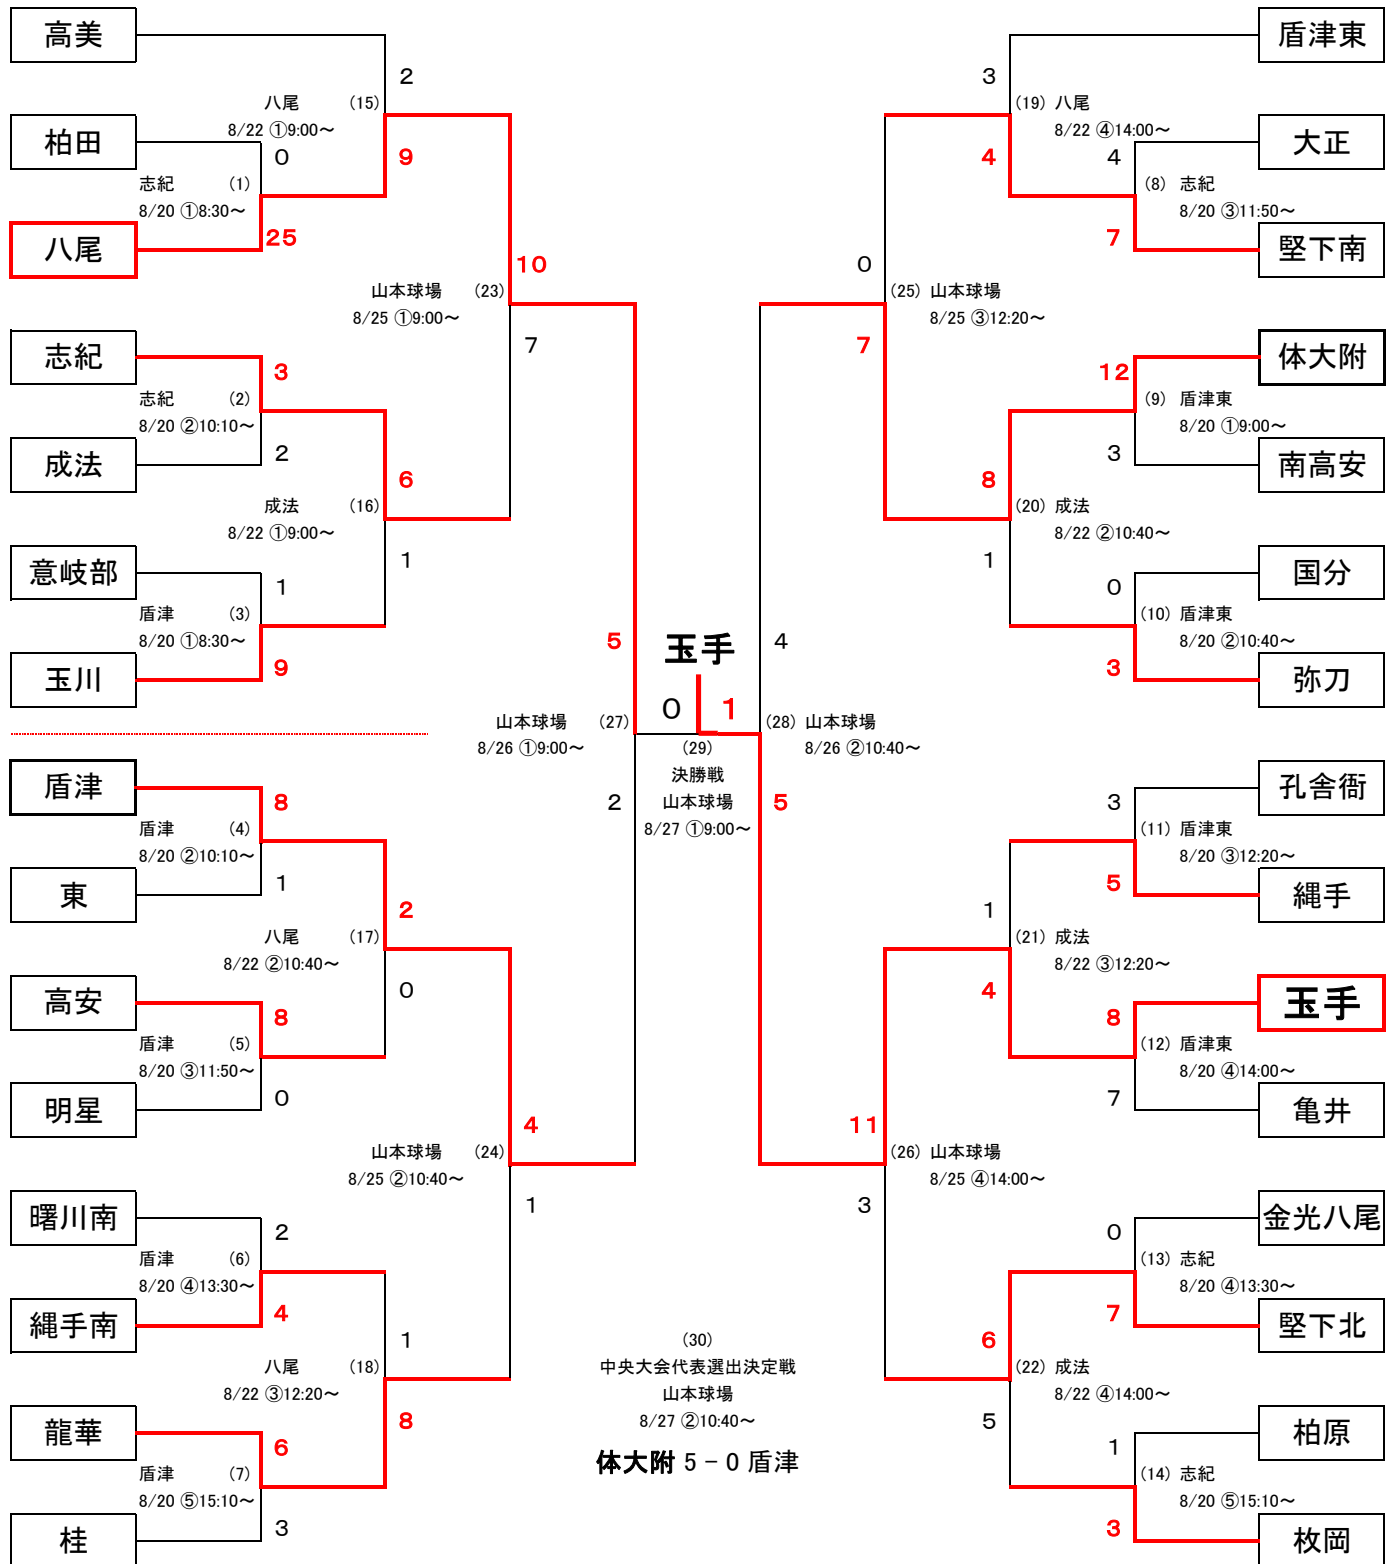 高美
2
八尾 (15)
8/22 ①9:00～
9
柏田
0
志紀 (1)
8/20 ①8:30～
25
八尾
10
山本球場 (23)
8/25 ①9:00～
7
志紀
3
志紀 (2)
8/20 ②10:10～
2
成法
6
成法 (16)
8/22 ①9:00～
1
意岐部
1
盾津 (3)
8/20 ①8:30～
9
玉川
5
山本球場 (27)
8/26 ①9:00～
2
盾津
8
盾津 (4)
8/20 ②10:10～
1
東
2
八尾 (17)
8/22 ②10:40～
0
高安
8
盾津 (5)
8/20 ③11:50～
0
明星
4
山本球場 (24)
8/25 ②10:40～
1
曙川南
2
盾津 (6)
8/20 ④13:30～
4
縄手南
1
八尾 (18)
8/22 ③12:20～
8
龍華
6
盾津 (7)
8/20 ⑤15:10～
3
桂
玉手
0 1
(29)
決勝戦
山本球場
8/27 ①9:00～
(30)
中央大会代表選出決定戦
山本球場
8/27 ②10:40～
体大附 5 − 0 盾津
盾津東
3
(19) 八尾
8/22 ④14:00～
4
大正
4
(8) 志紀
8/20 ③11:50～
7
堅下南
0
(25) 山本球場
8/25 ③12:20～
7
体大附
12
(9) 盾津東
8/20 ①9:00～
3
南高安
8
(20) 成法
8/22 ②10:40～
1
国分
0
(10) 盾津東
8/20 ②10:40～
3
弥刀
4
(28) 山本球場
8/26 ②10:40～
5
孔舎衙
3
(11) 盾津東
8/20 ③12:20～
5
縄手
1
(21) 成法
8/22 ③12:20～
4
玉手
8
(12) 盾津東
8/20 ④14:00～
7
亀井
11
(26) 山本球場
8/25 ④14:00～
3
金光八尾
0
(13) 志紀
8/20 ④13:30～
7
堅下北
6
(22) 成法
8/22 ④14:00～
5
柏原
1
(14) 志紀
8/20 ⑤15:10～
3
枚岡